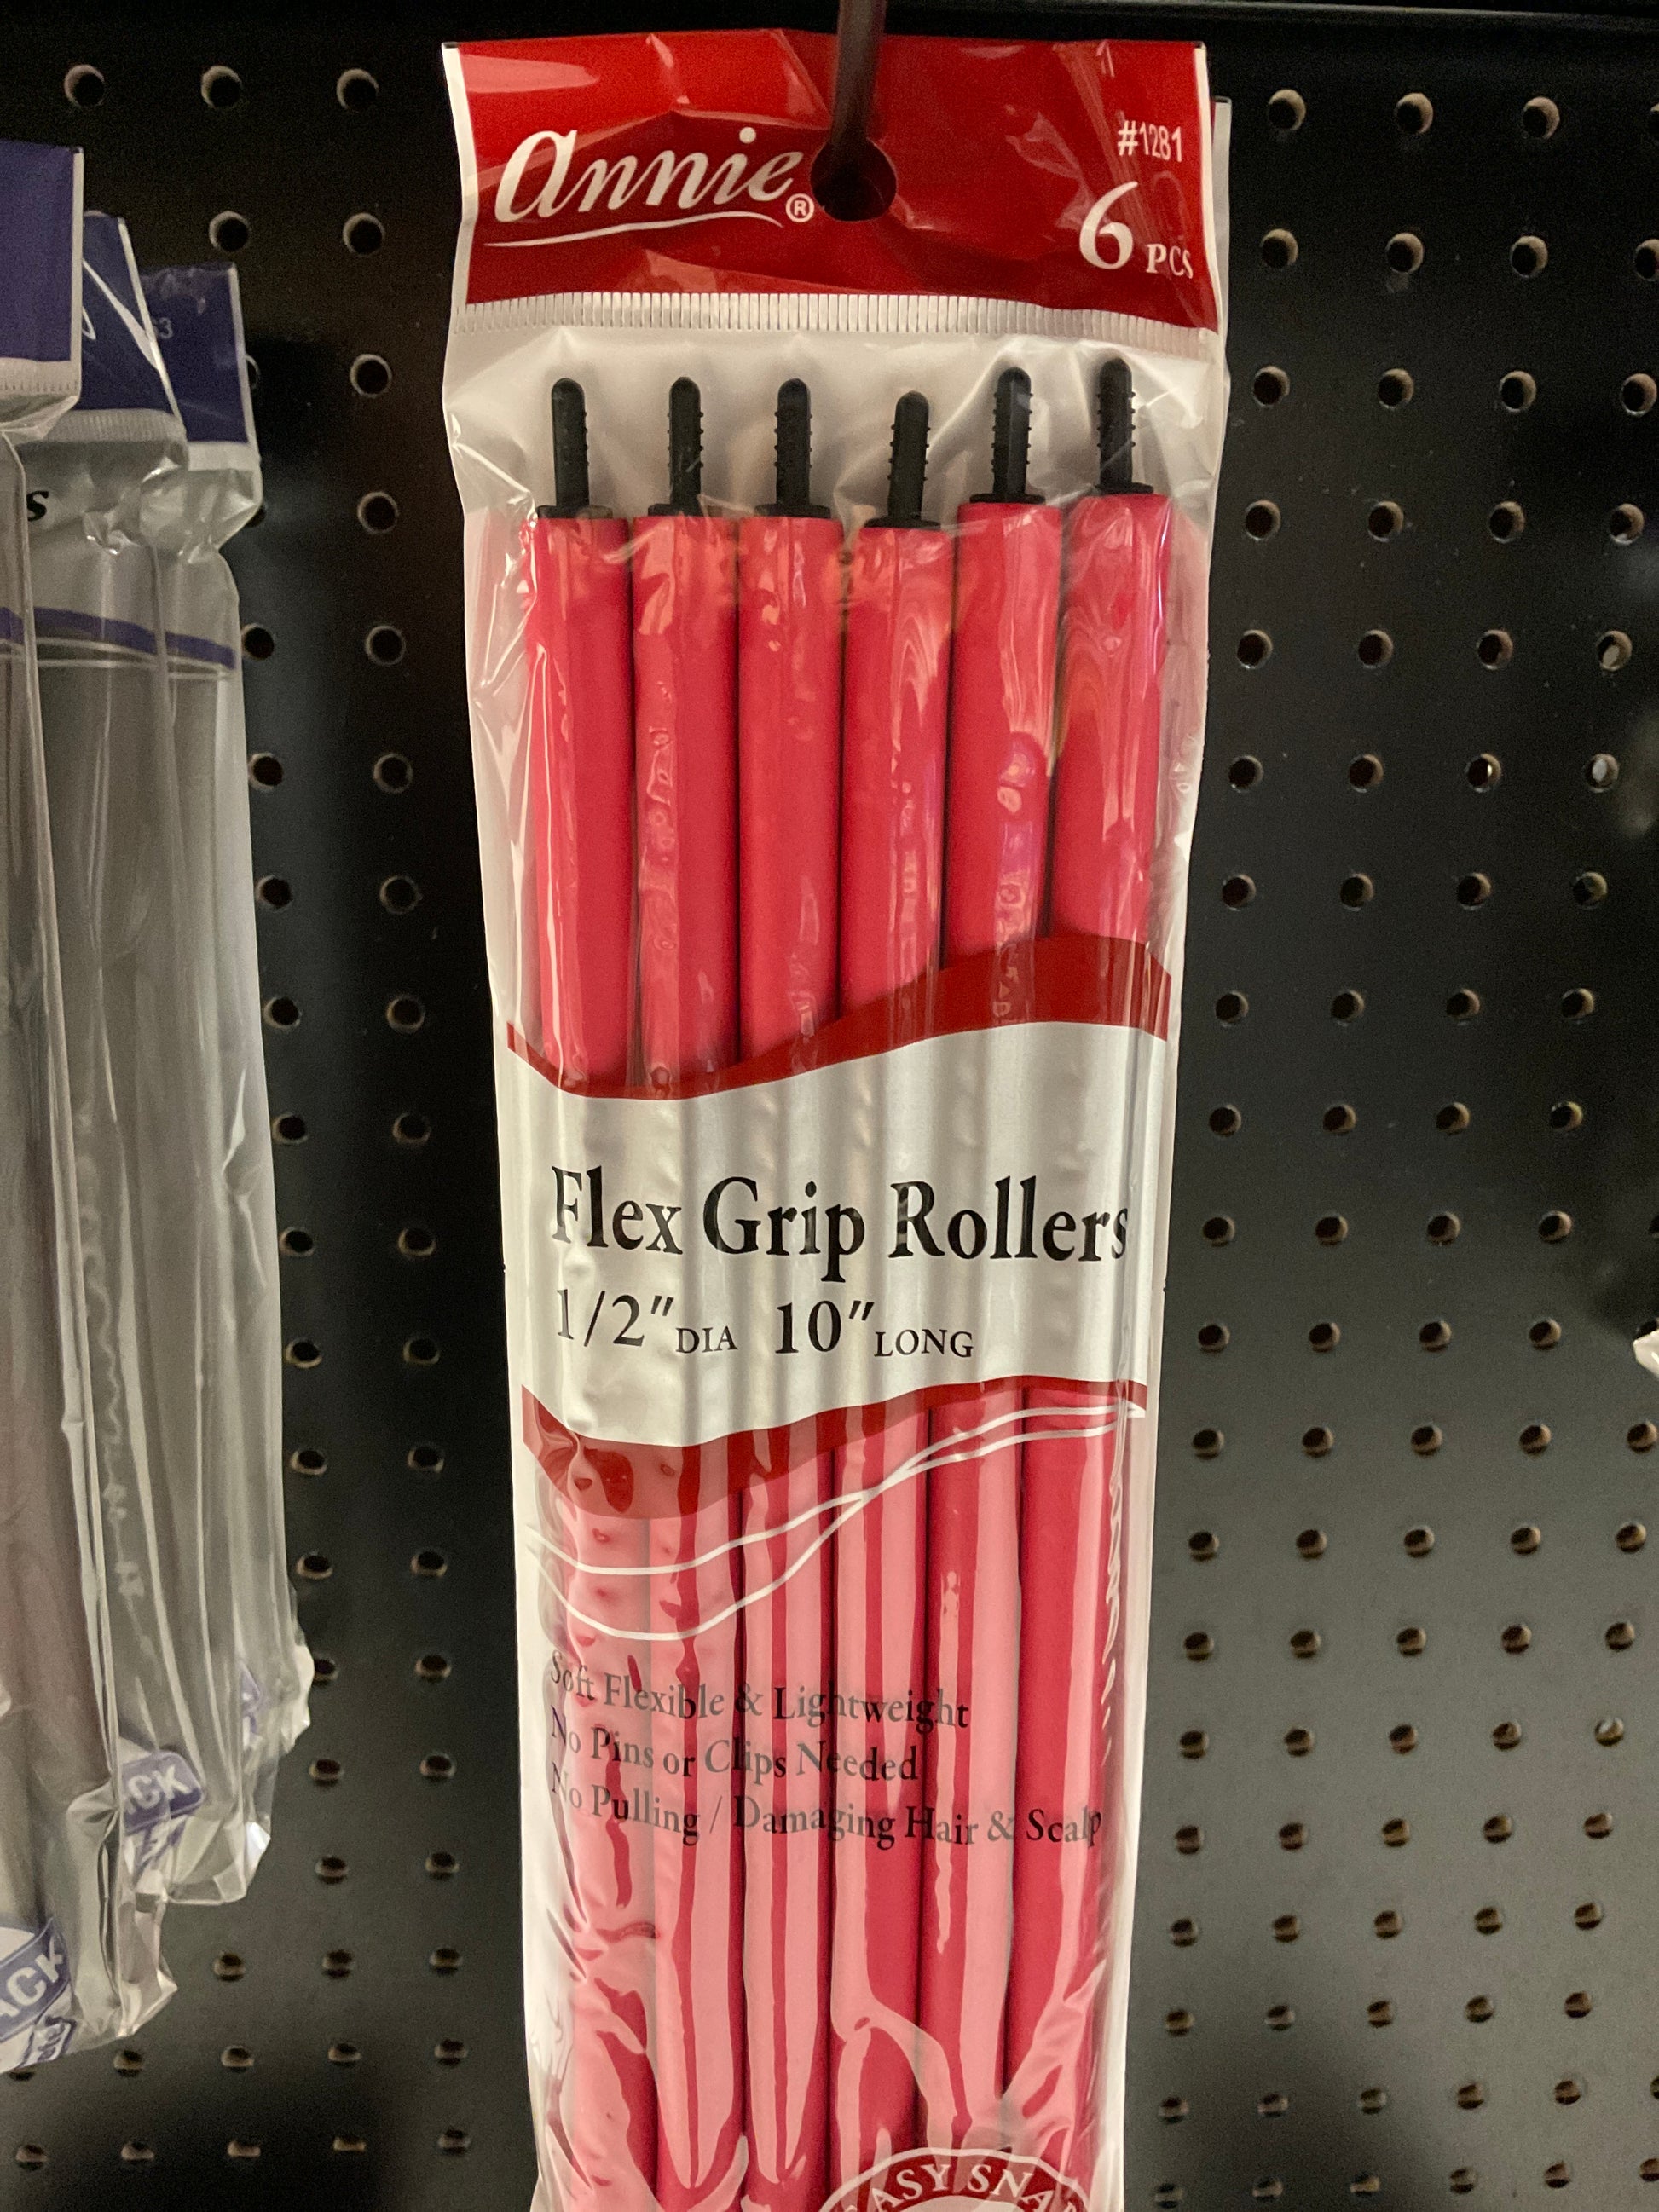 annie®
#1281
6 PCS
Flex Grip Rollers
1/2" DIA 10" LONG
Soft Flexible & Lightweight
No Pins or Clips Needed
No Pulling / Damaging Hair & Scalp